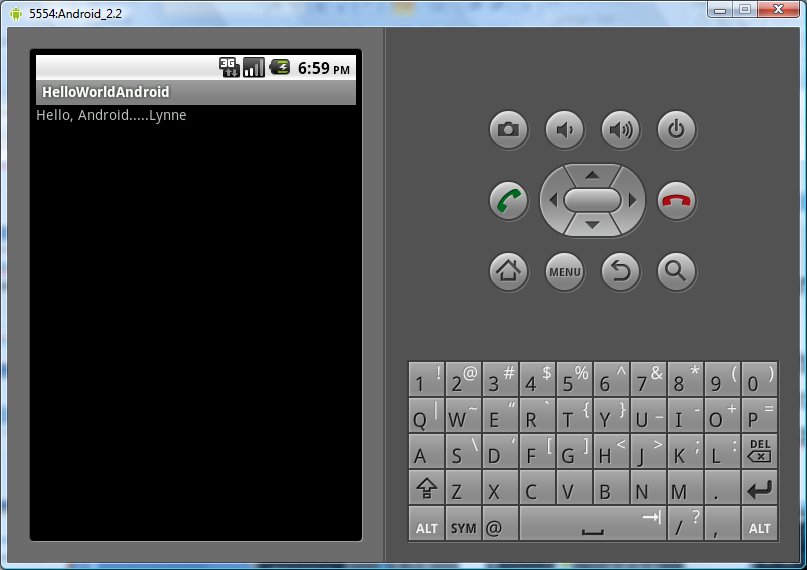 5554:Android_2.2
3G 6:59 PM
HelloWorldAndroid
Hello, Android.....Lynne
MENU
1 ! 2 @ 3 # 4 $ 5 % 6 ^ 7 & 8 * 9 ( 0 )
Q | W ~ E “ R ` T { Y } U _ I - O + P =
A S \ D ‘ F [ G ] H < J > K ; L : DEL
Z X C V B N M .
ALT SYM @ / ? , ALT